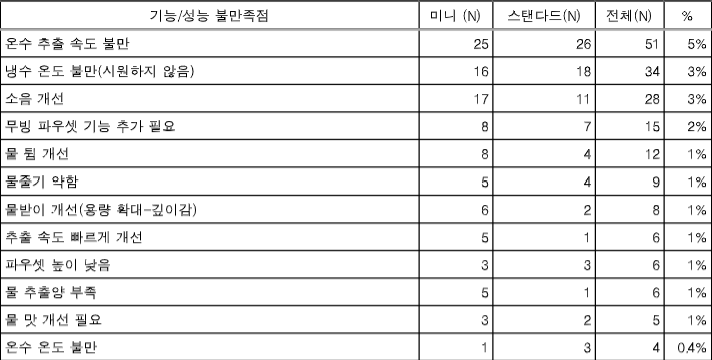 기능/성능 불만족점 미니 (N) 스탠다드(N) 전체(N) %
온수 추출 속도 불만 25 26 51 5%
냉수 온도 불만(시원하지 않음) 16 18 34 3%
소음 개선 17 11 28 3%
무빙 파우셋 기능 추가 필요 8 7 15 2%
물 튐 개선 8 4 12 1%
물줄기 약함 5 4 9 1%
물받이 개선(용량 확대-깊이감) 6 2 8 1%
추출 속도 빠르게 개선 5 1 6 1%
파우셋 높이 낮음 3 3 6 1%
물 추출양 부족 5 1 6 1%
물 맛 개선 필요 3 2 5 1%
온수 온도 불만 1 3 4 0.4%